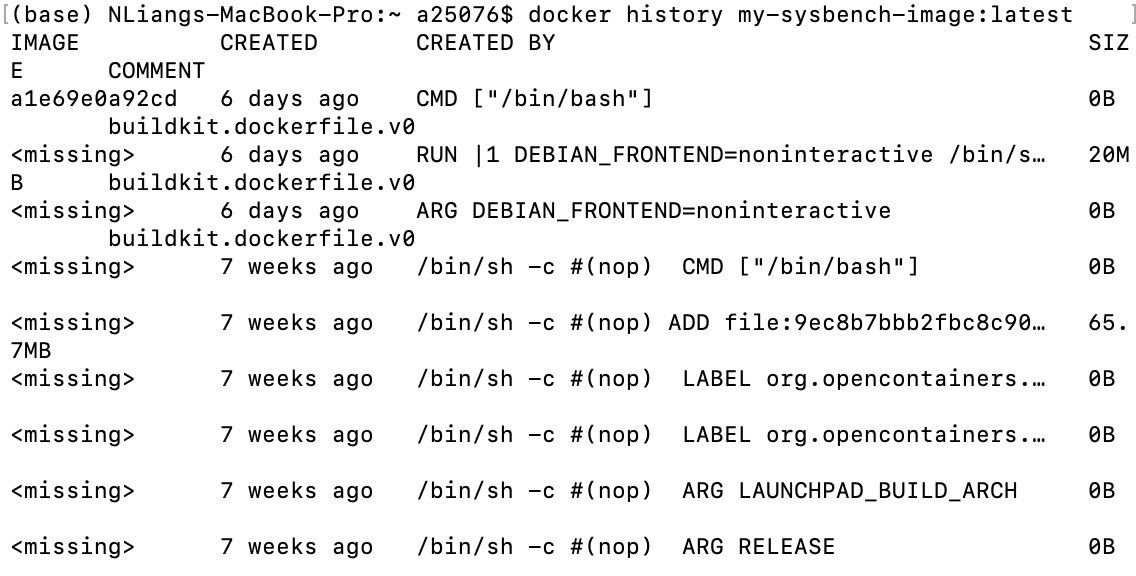 [(base) NLiangs-MacBook-Pro:~ a25076$ docker history my-sysbench-image:latest ]
IMAGE CREATED CREATED BY SIZ
E COMMENT
a1e69e0a92cd 6 days ago CMD ["/bin/bash"] 0B
buildkit.dockerfile.v0
<missing> 6 days ago RUN |1 DEBIAN_FRONTEND=noninteractive /bin/s… 20M
B buildkit.dockerfile.v0
<missing> 6 days ago ARG DEBIAN_FRONTEND=noninteractive 0B
buildkit.dockerfile.v0
<missing> 7 weeks ago /bin/sh -c #(nop) CMD ["/bin/bash"] 0B
<missing> 7 weeks ago /bin/sh -c #(nop) ADD file:9ec8b7bbb2fbc8c90… 65.
7MB
<missing> 7 weeks ago /bin/sh -c #(nop) LABEL org.opencontainers.… 0B
<missing> 7 weeks ago /bin/sh -c #(nop) LABEL org.opencontainers.… 0B
<missing> 7 weeks ago /bin/sh -c #(nop) ARG LAUNCHPAD_BUILD_ARCH 0B
<missing> 7 weeks ago /bin/sh -c #(nop) ARG RELEASE 0B